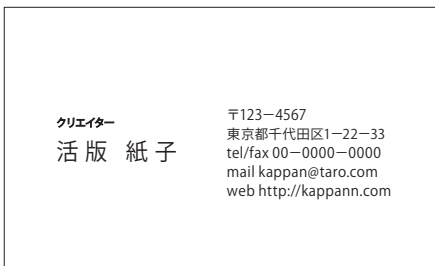 クリエイター
活版 紙子
〒123−4567
東京都千代田区1−22−33
tel/fax 00−0000−0000
mail kappan@taro.com
web http://kappann.com